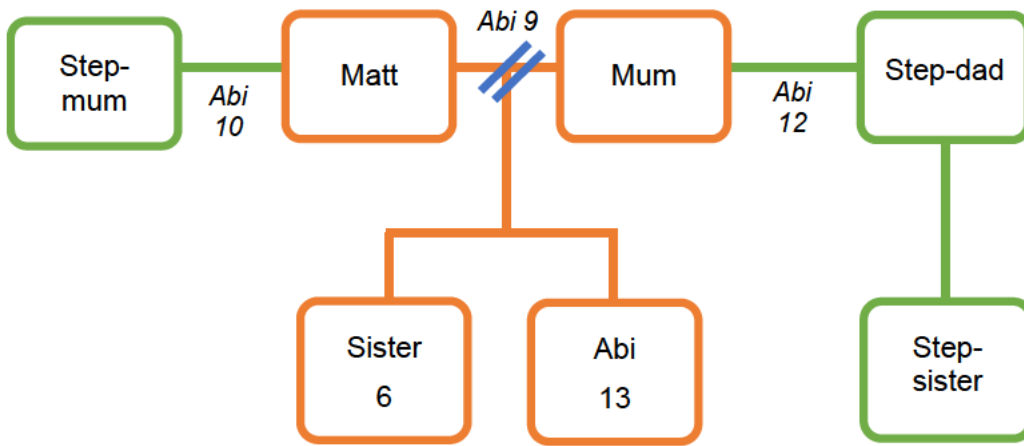 Abi 9
Step-
mum
Abi
10
Matt
Mum
Abi
12
Step-dad
Sister
6
Abi
13
Step-
sister